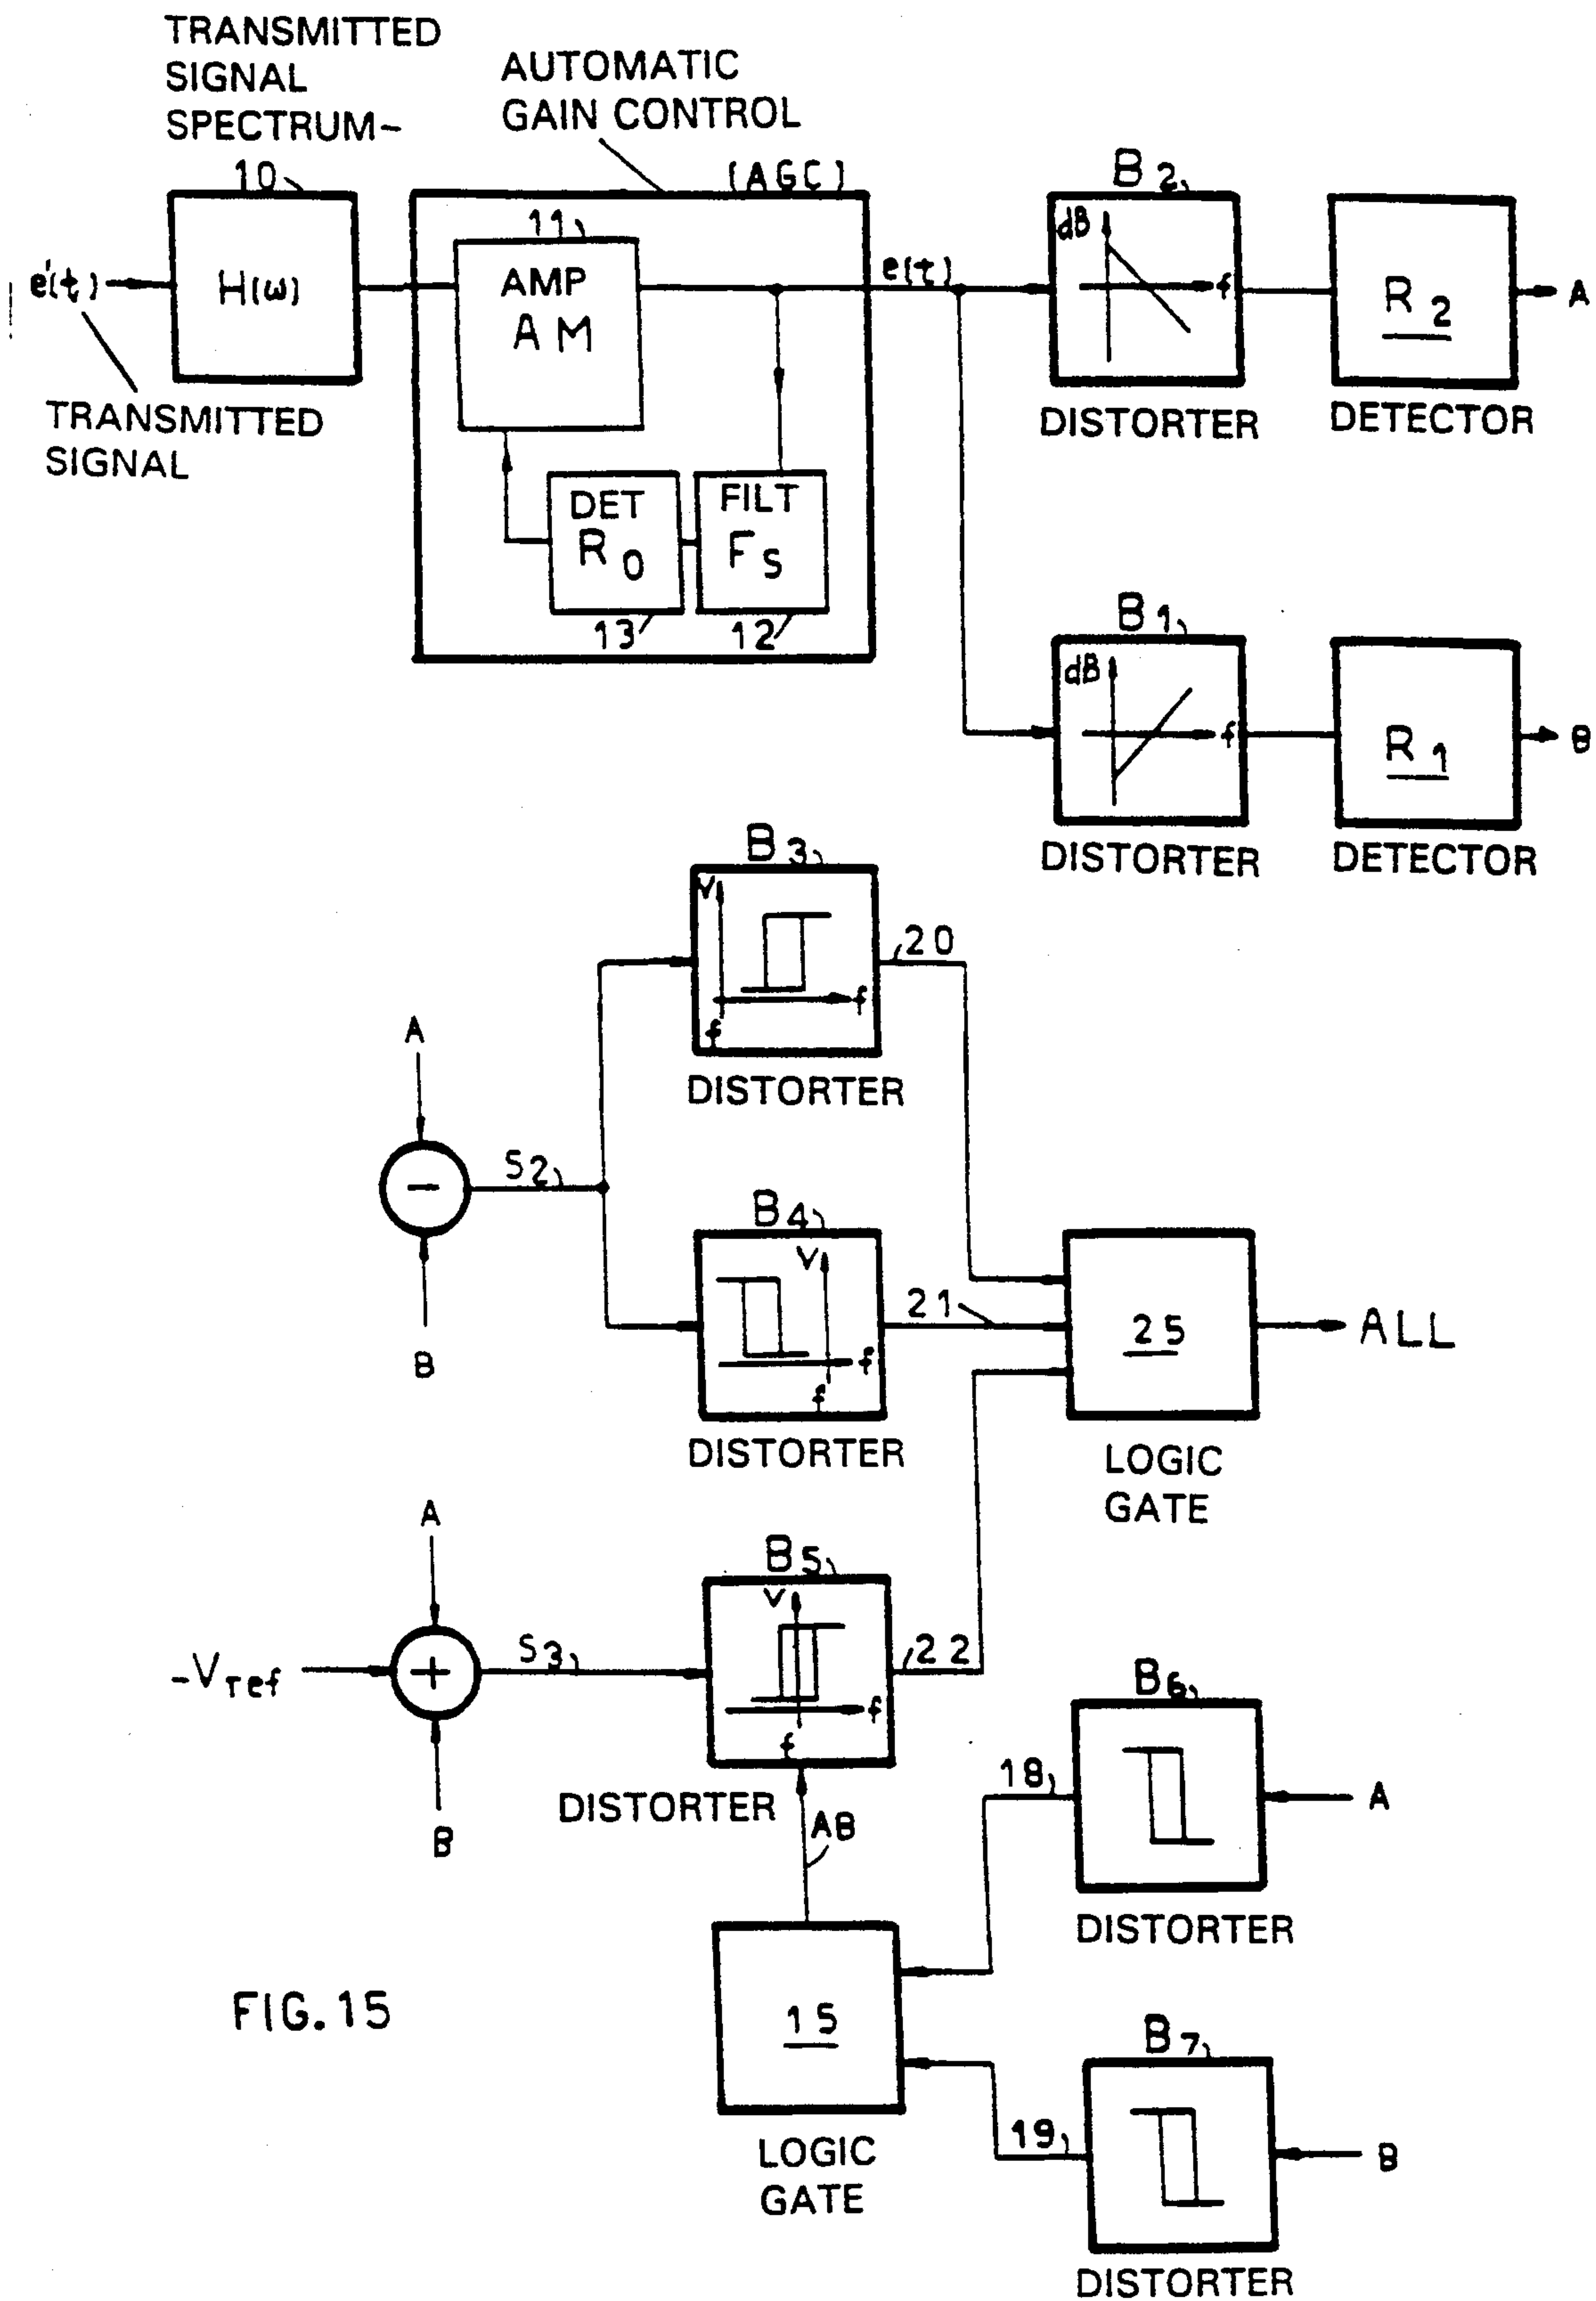 TRANSMITTED
SIGNAL
SPECTRUM-
10
AUTOMATIC
GAIN CONTROL
(AGC)
e'(t)
H(ω)
TRANSMITTED
SIGNAL
11
AMP
AM
DET
R0
13
FILT
FS
12
e(t)
B2
dB
f
DISTORTER
R2
DETECTOR
A
B1
dB
f
DISTORTER
R1
DETECTOR
B
B3
V
f
f
DISTORTER
20
A
-
S2
B
B4
V
f
f
DISTORTER
21
25
ALL
LOGIC
GATE
A
-Vref
+
S3
B
B5
V
f
f
DISTORTER
22
AB
B6
18
A
DISTORTER
15
LOGIC
GATE
B7
19
B
DISTORTER
FIG. 15